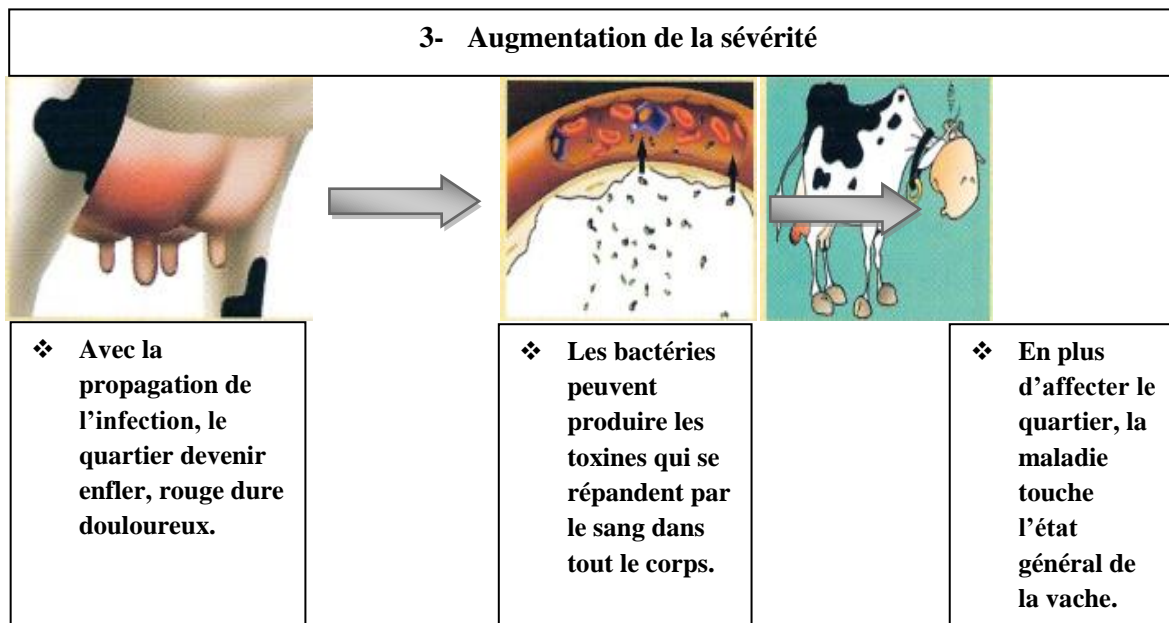 3- Augmentation de la sévérité
❖ Avec la
propagation de
l’infection, le
quartier devenir
enfler, rouge dure
douloureux.
❖ Les bactéries
peuvent
produire les
toxines qui se
répandent par
le sang dans
tout le corps.
❖ En plus
d’affecter le
quartier, la
maladie
touche
l’état
général de
la vache.